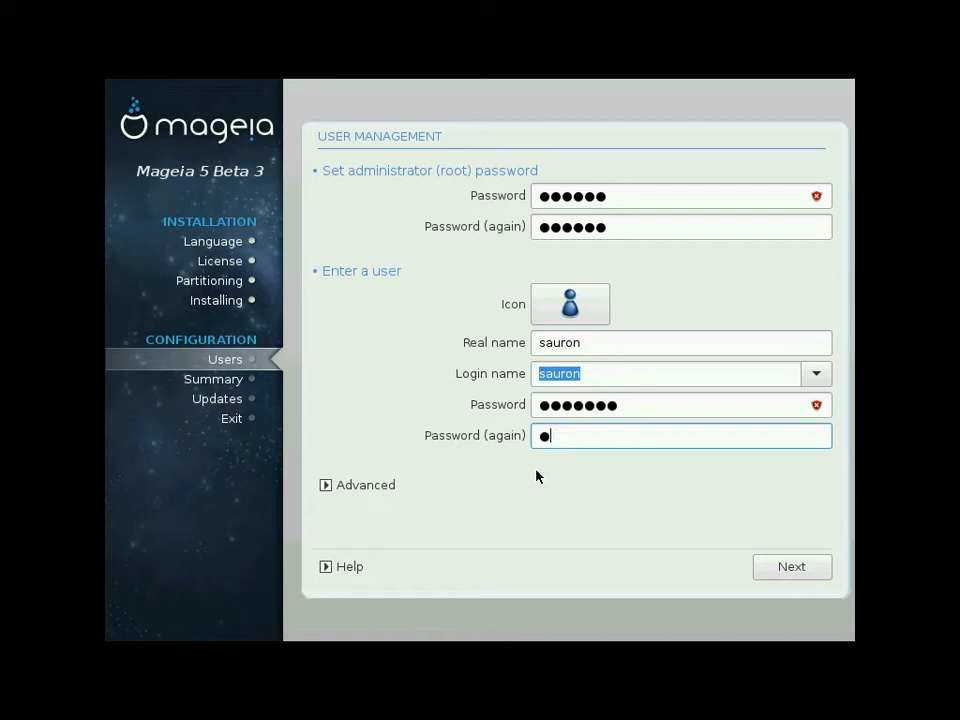 mageia
Mageia 5 Beta 3
INSTALLATION
Language
License
Partitioning
Installing
CONFIGURATION
Users
Summary
Updates
Exit
USER MANAGEMENT
• Set administrator (root) password
Password ●●●●●●
Password (again) ●●●●●●
• Enter a user
Icon
Real name sauron
Login name sauron
Password ●●●●●●●
Password (again) ●
Advanced
Help
Next